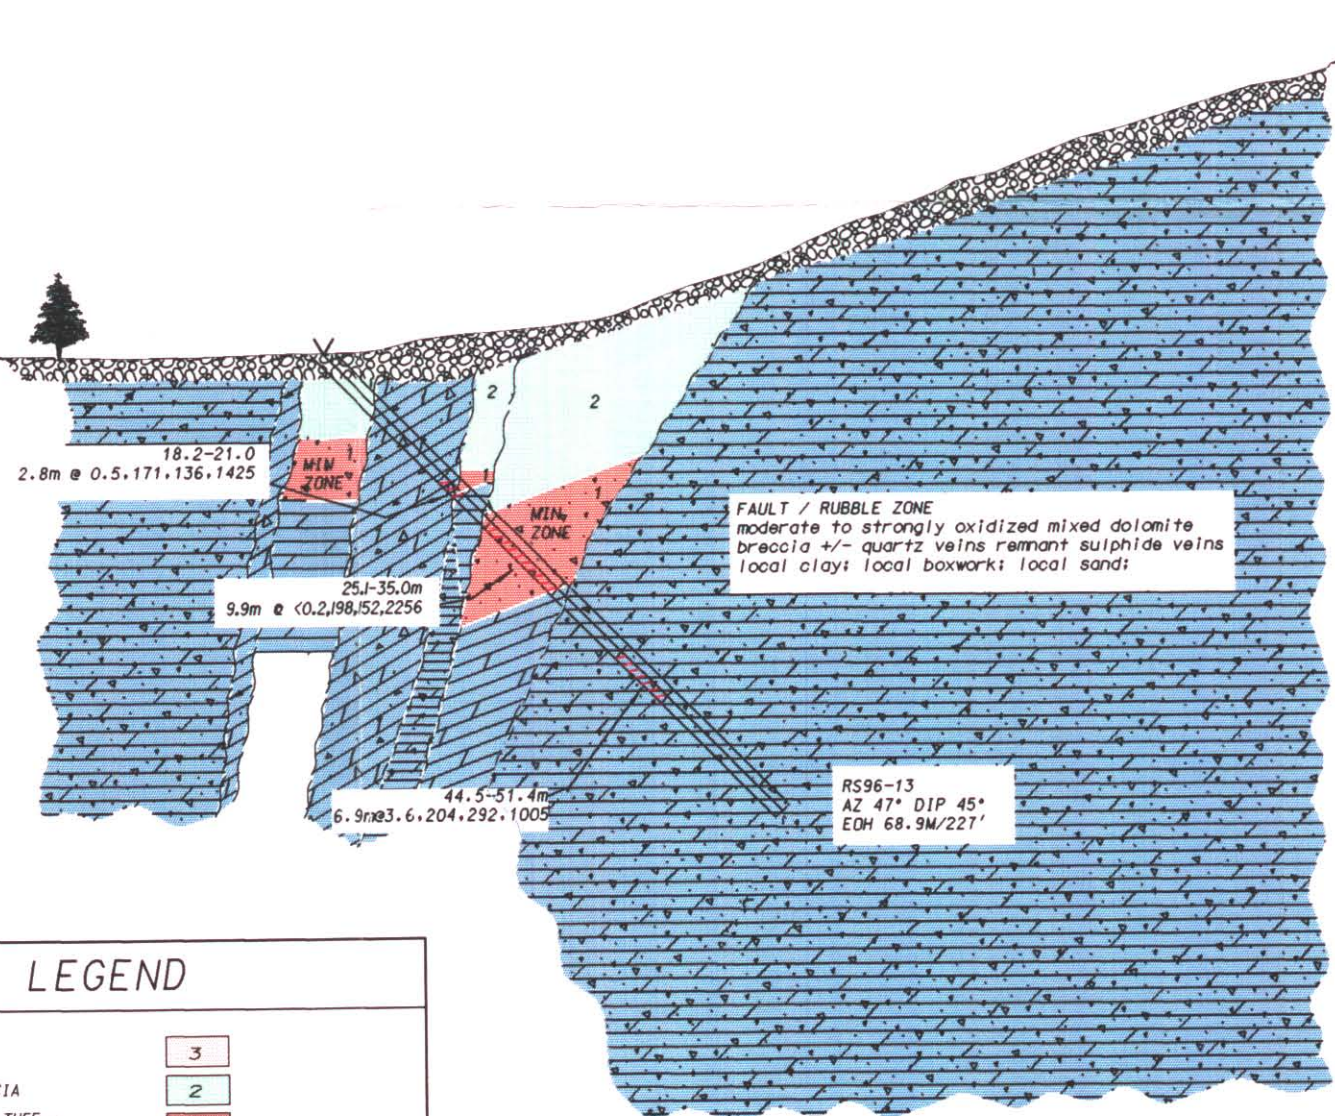 2
2
18.2-21.0
2.8m @ 0.5,171,136,1425
1
MIN
ZONE
1
1
MIN,
ZONE
FAULT / RUBBLE ZONE
moderate to strongly oxidized mixed dolomite
breccia +/- quartz veins remnant sulphide veins
local clay; local boxwork; local sand;
25.1-35.0m
9.9m @ <0.2,198,152,2256
44.5-51.4m
6.9m@3.6,204,292,1005
RS96-13
AZ 47° DIP 45°
EOH 68.9M/227'
LEGEND
3
2